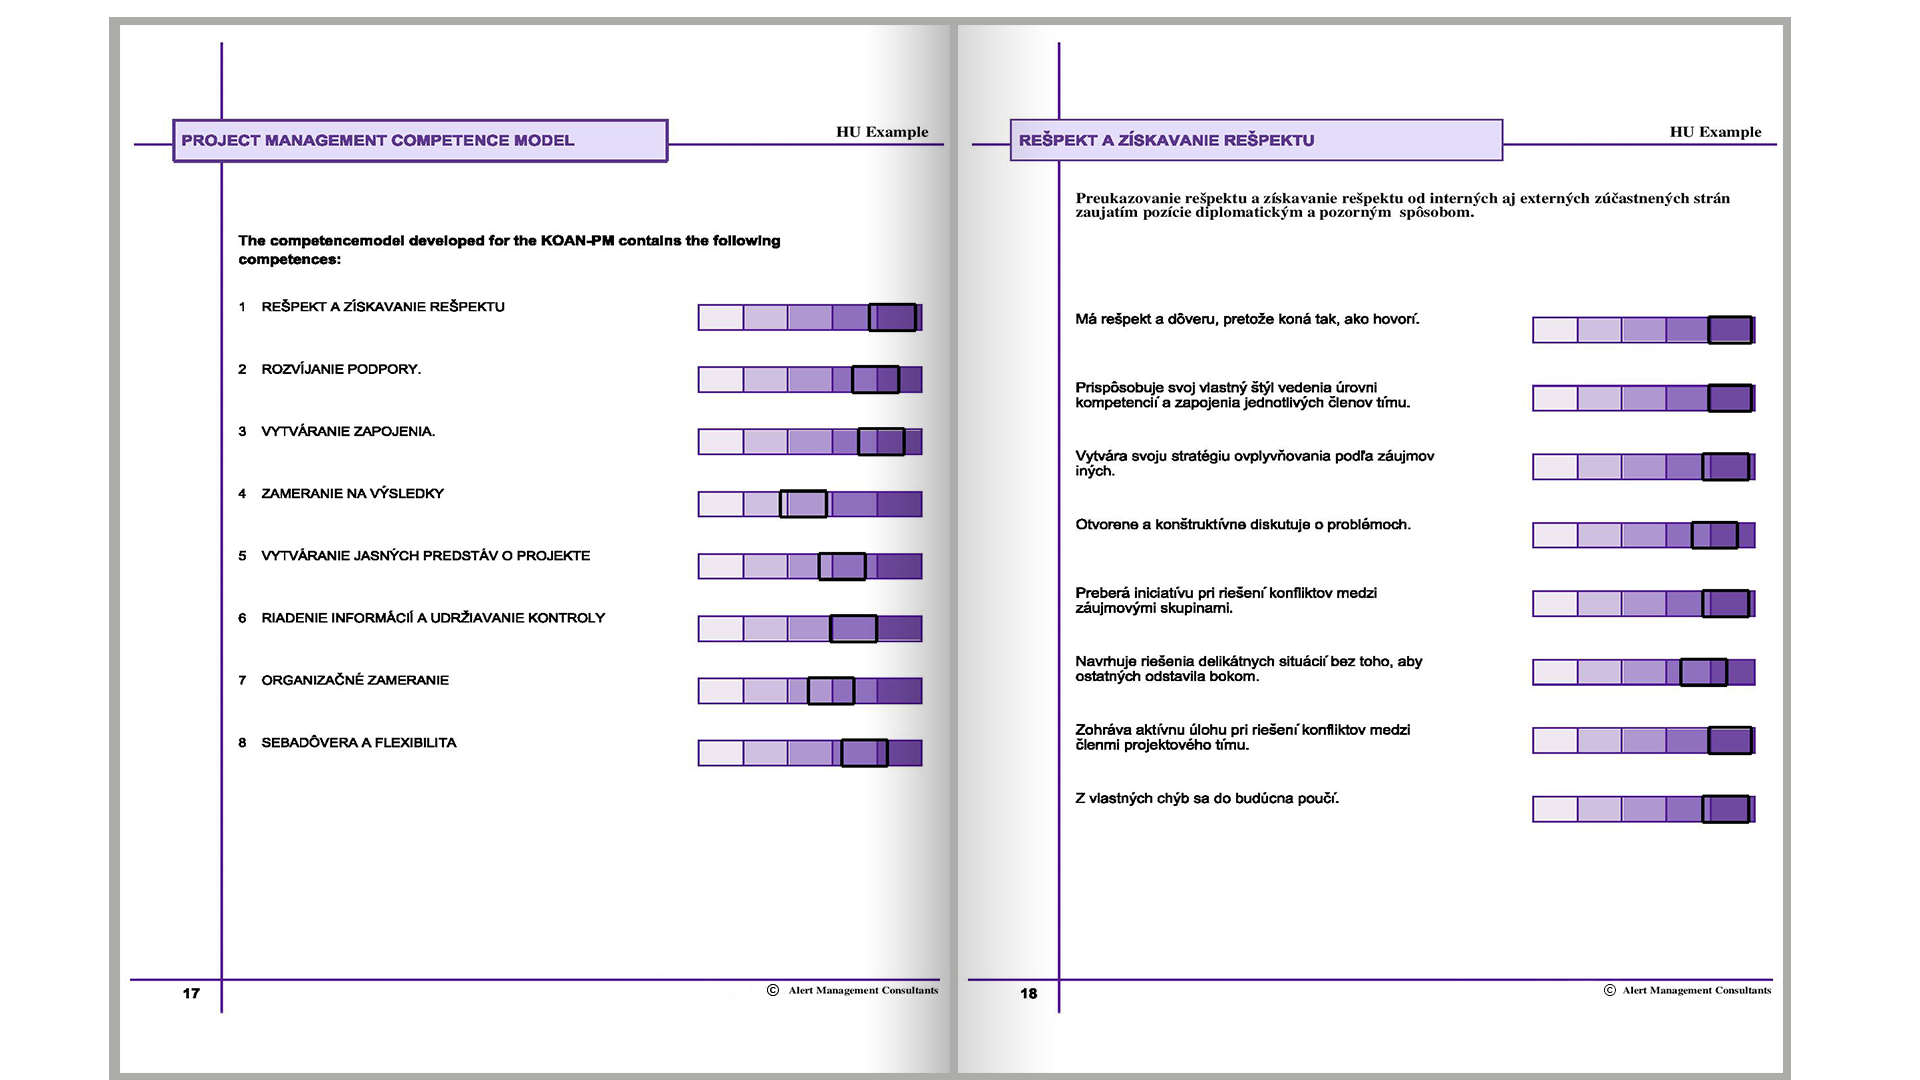 HU Example
PROJECT MANAGEMENT COMPETENCE MODEL
The competencemodel developed for the KOAN-PM contains the following
competences:
1 REŠPEKT A ZÍSKAVANIE REŠPEKTU
2 ROZVÍJANIE PODPORY.
3 VYTVÁRANIE ZAPOJENIA.
4 ZAMERANIE NA VÝSLEDKY
5 VYTVÁRANIE JASNÝCH PREDSTÁV O PROJEKTE
6 RIADENIE INFORMÁCIÍ A UDRŽIAVANIE KONTROLY
7 ORGANIZAČNÉ ZAMERANIE
8 SEBADÔVERA A FLEXIBILITA
17
© Alert Management Consultants
HU Example
REŠPEKT A ZÍSKAVANIE REŠPEKTU
Preukazovanie rešpektu a získavanie rešpektu od interných aj externých zúčastnených strán
zaujatím pozície diplomatickým a pozorným spôsobom.
Má rešpekt a dôveru, pretože koná tak, ako hovorí.
Prispôsobuje svoj vlastný štýl vedenia úrovni
kompetencií a zapojenia jednotlivých členov tímu.
Vytvára svoju stratégiu ovplyvňovania podľa záujmov
iných.
Otvorene a konštruktívne diskutuje o problémoch.
Preberá iniciatívu pri riešení konfliktov medzi
záujmovými skupinami.
Navrhuje riešenia delikátnych situácií bez toho, aby
ostatných odstavila bokom.
Zohráva aktívnu úlohu pri riešení konfliktov medzi
členmi projektového tímu.
Z vlastných chýb sa do budúcna poučí.
18
© Alert Management Consultants